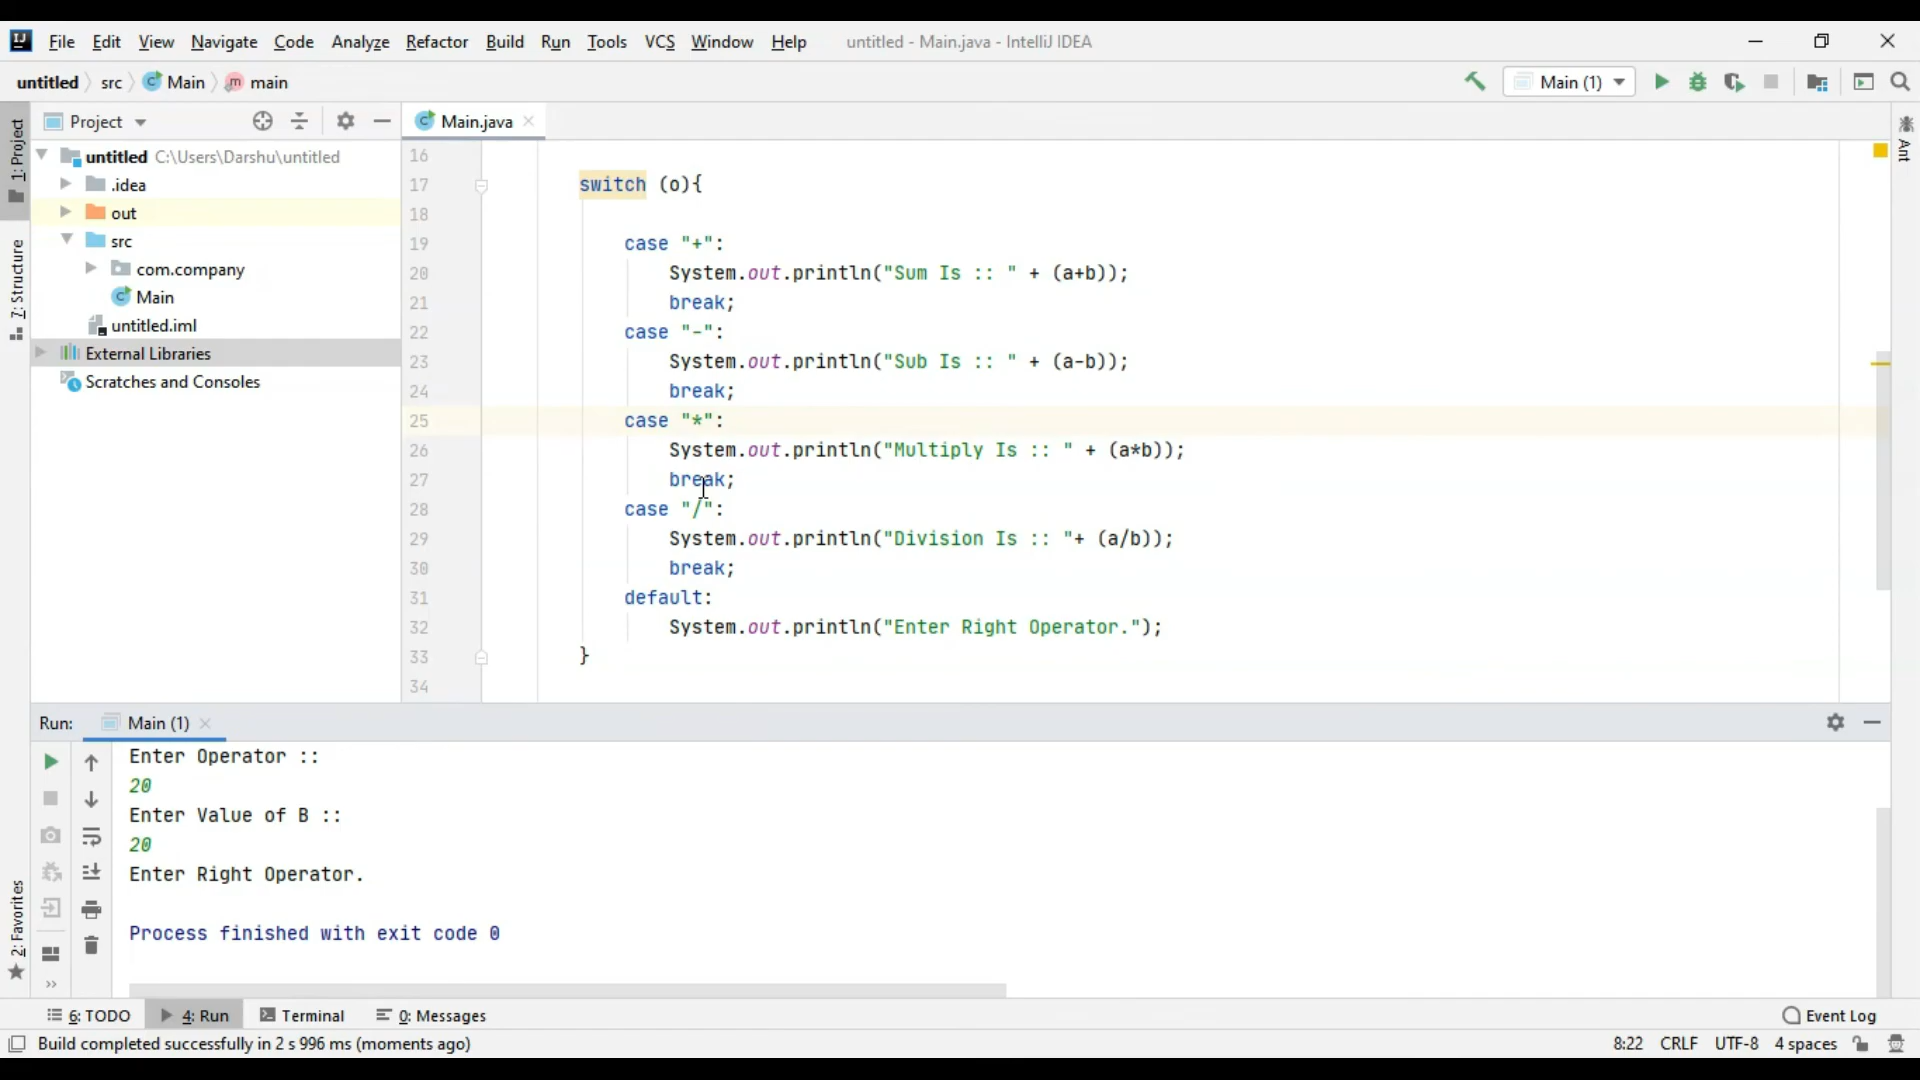 IJ File Edit View Navigate Code Analyze Refactor Build Run Tools VCS Window Help untitled - Main.java - IntelliJ IDEA
untitled src C Main m main Main (1)
Project
C Main.java
1: Project
7: Structure
2: Favorites
Ant
untitled C:\Users\Darshu\untitled
.idea
out
src
com.company
C Main
untitled.iml
External Libraries
Scratches and Consoles
16
17 switch (o){
18
19 case "+":
20 System.out.println("Sum Is :: " + (a+b));
21 break;
22 case "-":
23 System.out.println("Sub Is :: " + (a-b));
24 break;
25 case "*":
26 System.out.println("Multiply Is :: " + (a*b));
27 break;
28 case "/":
29 System.out.println("Division Is :: "+ (a/b));
30 break;
31 default:
32 System.out.println("Enter Right Operator.");
33 }
34
Run: Main (1)
Enter Operator ::
20
Enter Value of B ::
20
Enter Right Operator.
Process finished with exit code 0
6: TODO 4: Run Terminal 0: Messages Event Log
Build completed successfully in 2 s 996 ms (moments ago) 8:22 CRLF UTF-8 4 spaces